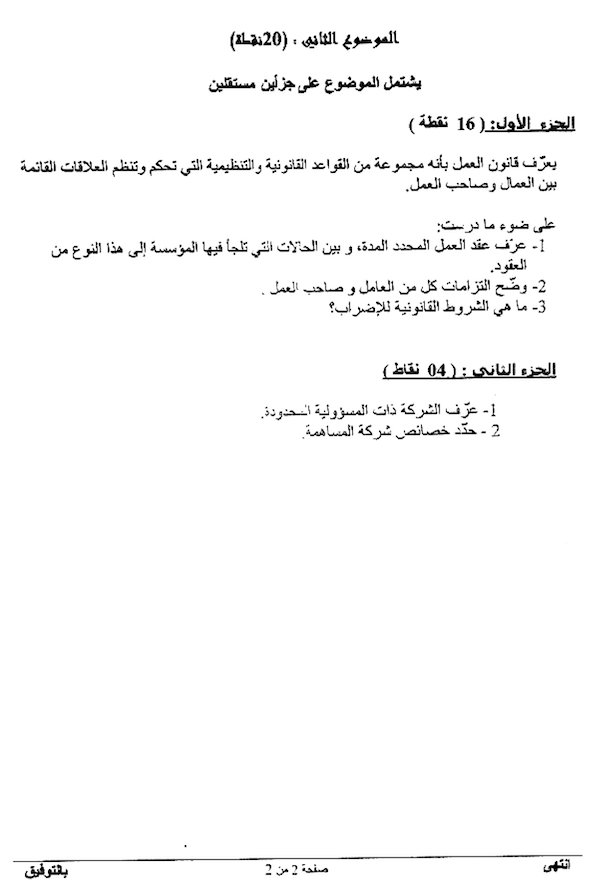 الموضوع الثاني : (20نقطة)
يشتمل الموضوع على جزأين مستقلين
الجزء الأول: ( 16 نقطة )
يعرّف قانون العمل بأنه مجموعة من القواعد القانونية والتنظيمية التي تحكم وتنظم العلاقات القائمة
بين العمال وصاحب العمل.
على ضوء ما درست:
1- عرّف عقد العمل المحدد المدة، و بين الحالات التي تلجأ فيها المؤسسة إلى هذا النوع من
العقود.
2- وضّح التزامات كل من العامل و صاحب العمل .
3- ما هي الشروط القانونية للإضراب؟
الجزء الثاني : ( 04 نقاط )
1- عرّف الشركة ذات المسؤولية المحدودة.
2 - حدّد خصائص شركة المساهمة.
انتهى
صفحة 2 من 2
بالتوفيق